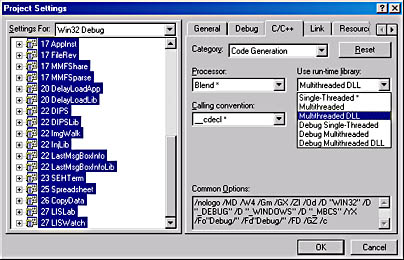 Project Settings
Settings For: Win32 Debug
17 AppInst
17 FileRev
17 MMFShare
17 MMFSparse
20 DelayLoadApp
20 DelayLoadLib
22 DIPS
22 DIPSLib
22 ImgWalk
22 InjLib
22 LastMsgBoxInfo
22 LastMsgBoxInfoLib
23 SEHTerm
25 Spreadsheet
26 CopyData
27 LISLab
27 LISWatch
General Debug C/C++ Link Resourc
Category: Code Generation Reset
Processor: Use run-time library:
Blend * Multithreaded DLL
Single-Threaded *
Multithreaded
Multithreaded DLL
Debug Single-Threaded
Debug Multithreaded
Debug Multithreaded DLL
Calling convention:
__cdecl *
Common Options:
/nologo /MD /W4 /Gm /GX /ZI /Od /D "WIN32" /D
"_DEBUG" /D "_WINDOWS" /D "_MBCS" /YX
/Fo"Debug/" /Fd"Debug/" /FD /GZ /c
OK Cancel